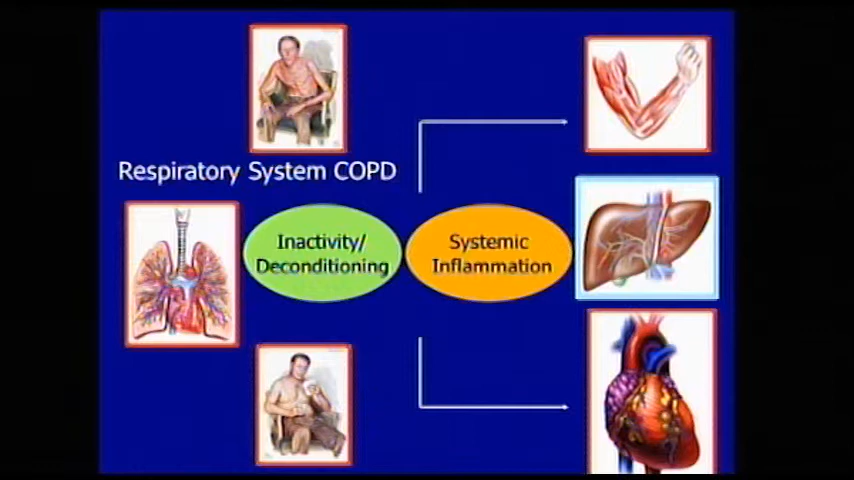 Respiratory System COPD
Inactivity/
Deconditioning
Systemic
Inflammation